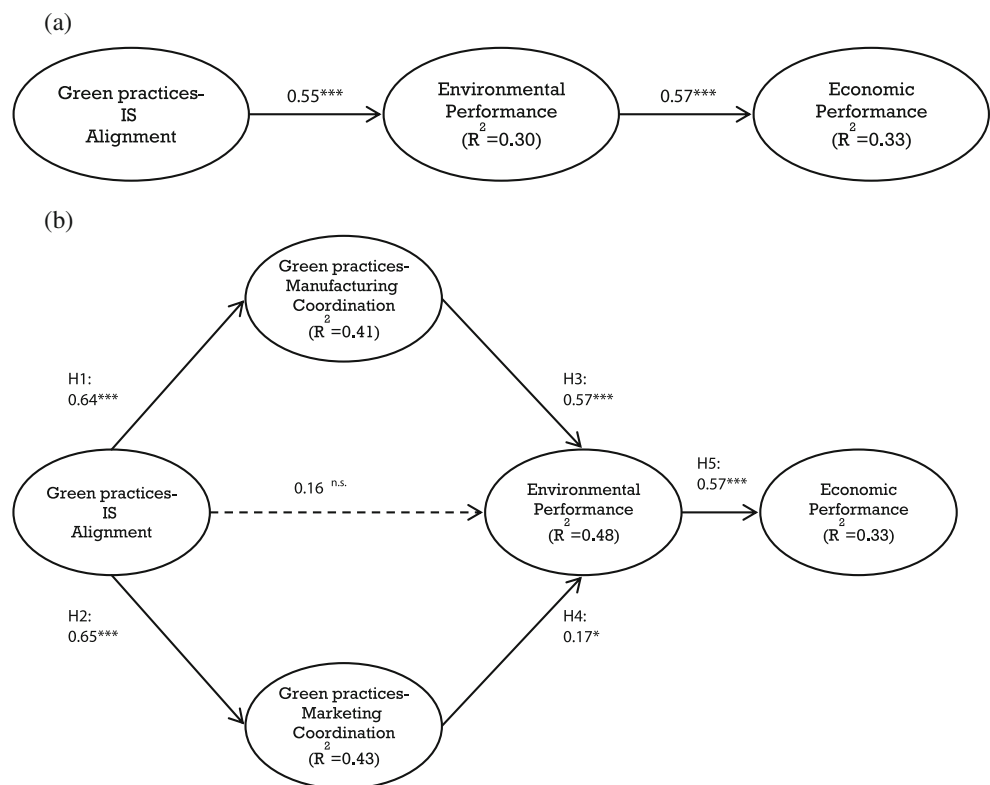 (a)
Green practices-
IS
Alignment
0.55***
Environmental
Performance
(R²=0.30)
0.57***
Economic
Performance
(R²=0.33)
(b)
Green practices-
Manufacturing
Coordination
(R²=0.41)
H1:
0.64***
H3:
0.57***
Green practices-
IS
Alignment
0.16 n.s.
Environmental
Performance
(R²=0.48)
H5:
0.57***
Economic
Performance
(R²=0.33)
H2:
0.65***
H4:
0.17*
Green practices-
Marketing
Coordination
(R²=0.43)